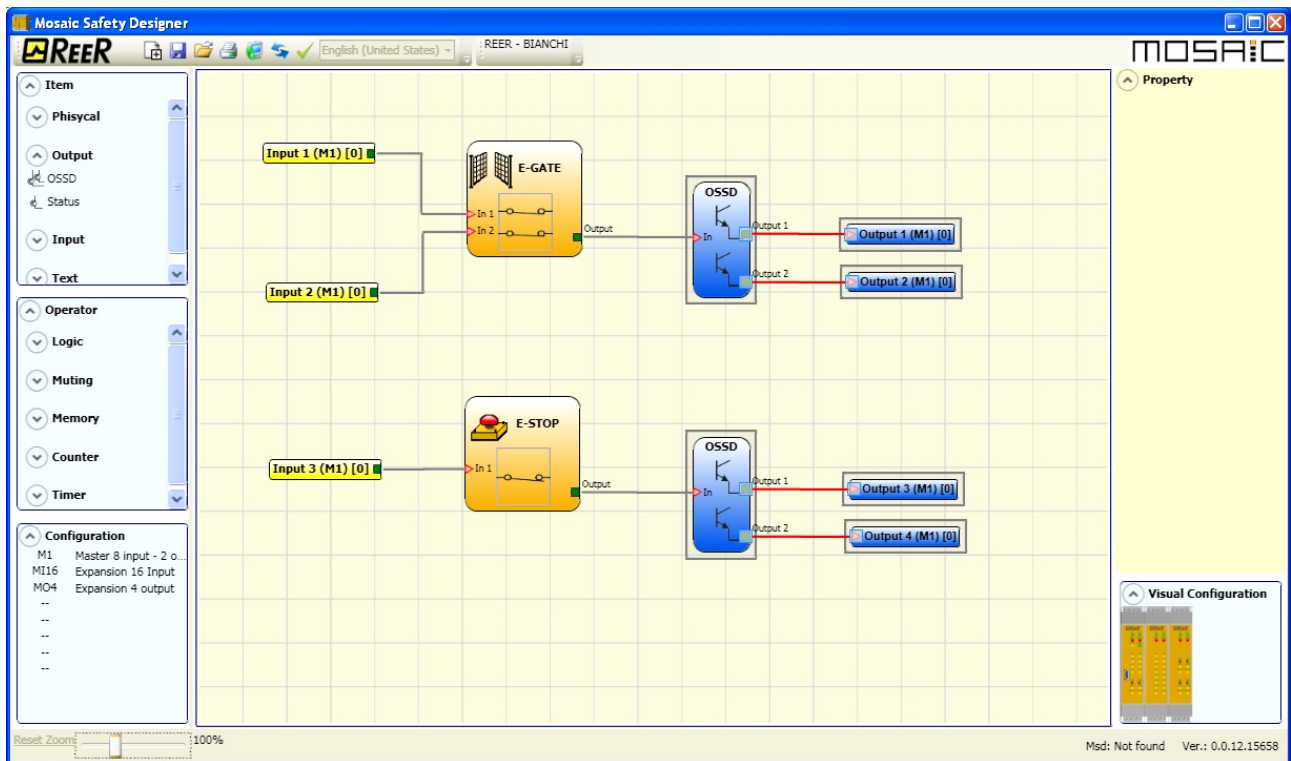 Mosaic Safety Designer
REER
English (United States)
REER - BIANCHI
MOSAIC
Item
Phisycal
Output
OSSD
Status
Input
Text
Operator
Logic
Muting
Memory
Counter
Timer
Configuration
M1 Master 8 input - 2 o...
MI16 Expansion 16 Input
MO4 Expansion 4 output
--
--
--
--
--
Input 1 (M1) [0]
Input 2 (M1) [0]
E-GATE
In 1
In 2
Output
OSSD
In
Output 1
Output 2
Output 1 (M1) [0]
Output 2 (M1) [0]
Input 3 (M1) [0]
E-STOP
In 1
Output
OSSD
In
Output 1
Output 2
Output 3 (M1) [0]
Output 4 (M1) [0]
Property
Visual Configuration
Reset Zoom
100%
Msd: Not found Ver.: 0.0.12.15658